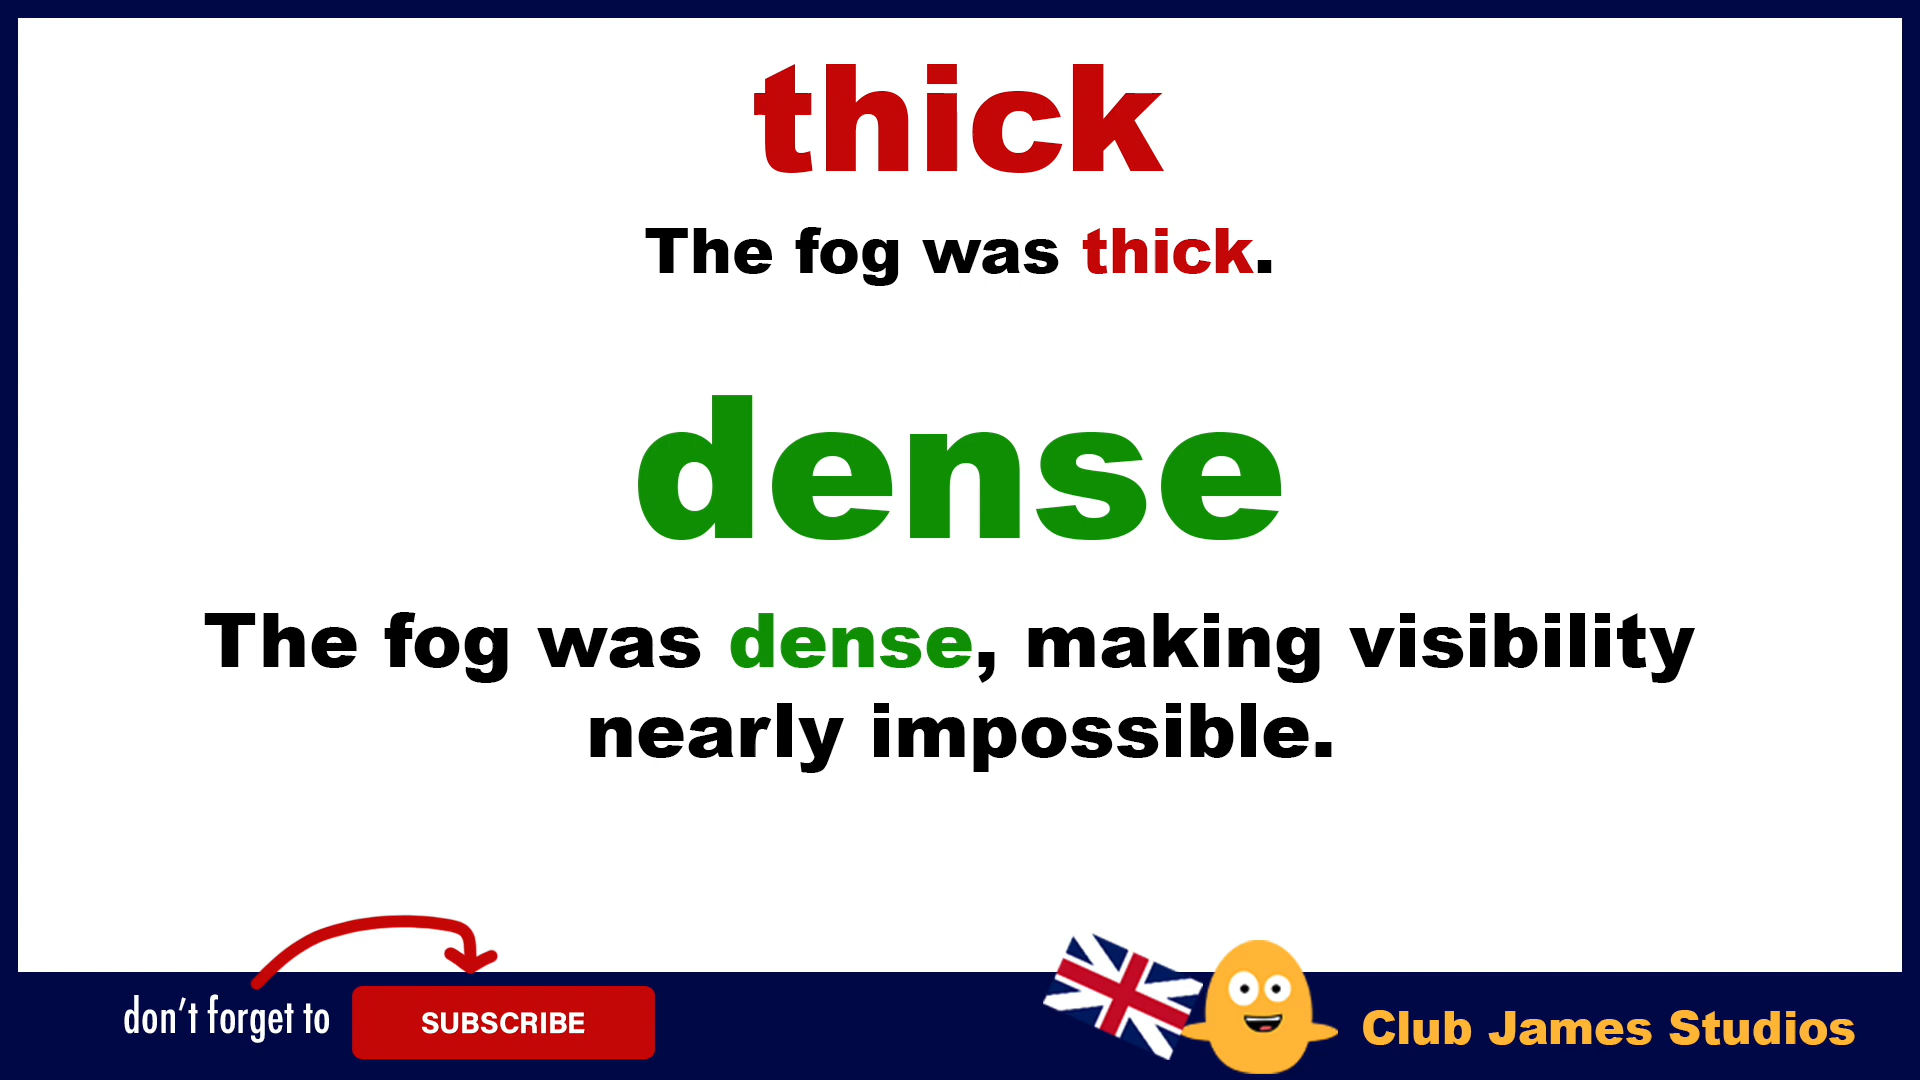 thick
The fog was thick.
dense
The fog was dense, making visibility
nearly impossible.
don't forget to
SUBSCRIBE
Club James Studios